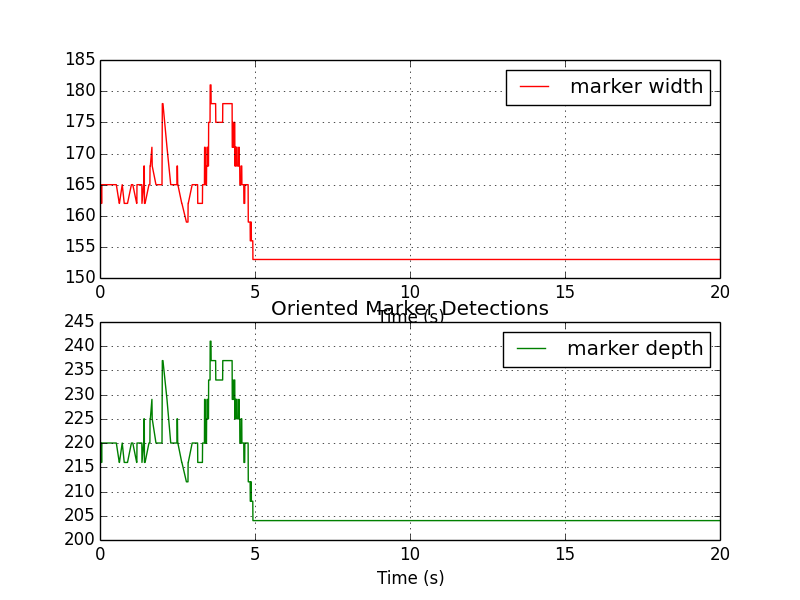 185
180
175
170
165
160
155
150
marker width
0 5 10 15 20
Time (s)
Oriented Marker Detections
245
240
235
230
225
220
215
210
205
200
marker depth
0 5 10 15 20
Time (s)